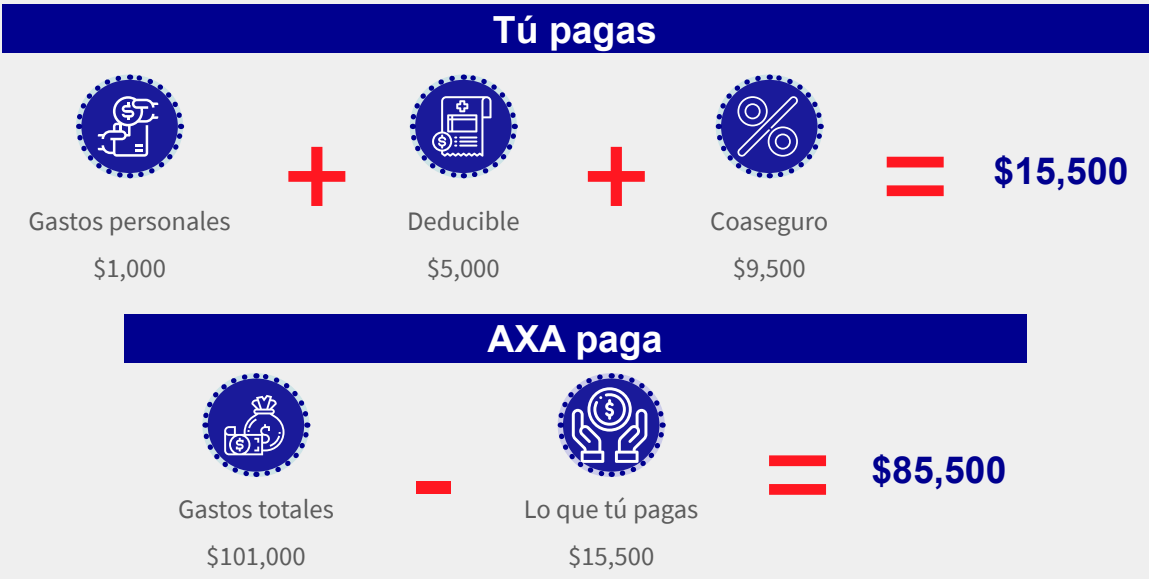 Tú pagas
Gastos personales
$1,000
+
Deducible
$5,000
+
Coaseguro
$9,500
=
$15,500
AXA paga
Gastos totales
$101,000
-
Lo que tú pagas
$15,500
=
$85,500